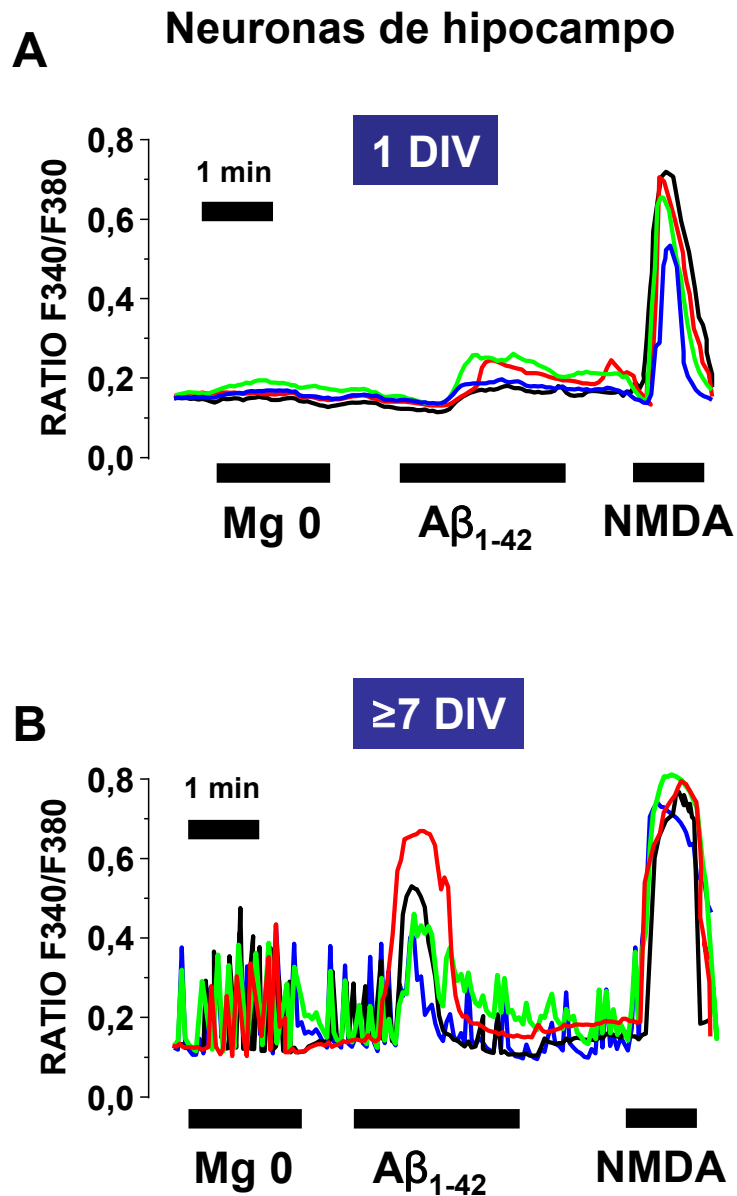 Neuronas de hipocampo
A
1 DIV
1 min
RATIO F340/F380
0,8
0,6
0,4
0,2
0,0
Mg 0
Aβ1-42
NMDA
B
≥7 DIV
1 min
RATIO F340/F380
0,8
0,6
0,4
0,2
0,0
Mg 0
Aβ1-42
NMDA